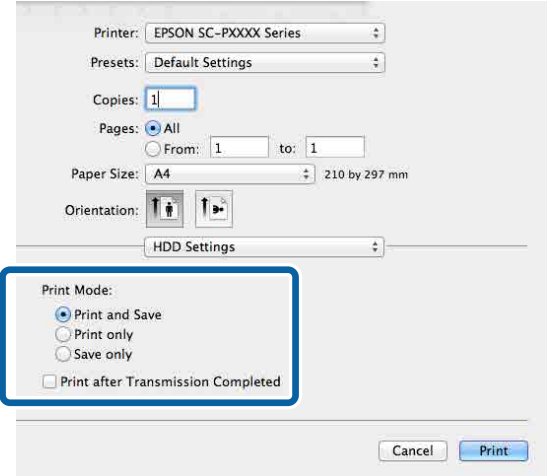 Printer: EPSON SC-PXXXX Series
Presets: Default Settings
Copies: 1
Pages: All
From: 1 to: 1
Paper Size: A4 210 by 297 mm
Orientation:
HDD Settings
Print Mode:
Print and Save
Print only
Save only
Print after Transmission Completed
Cancel Print